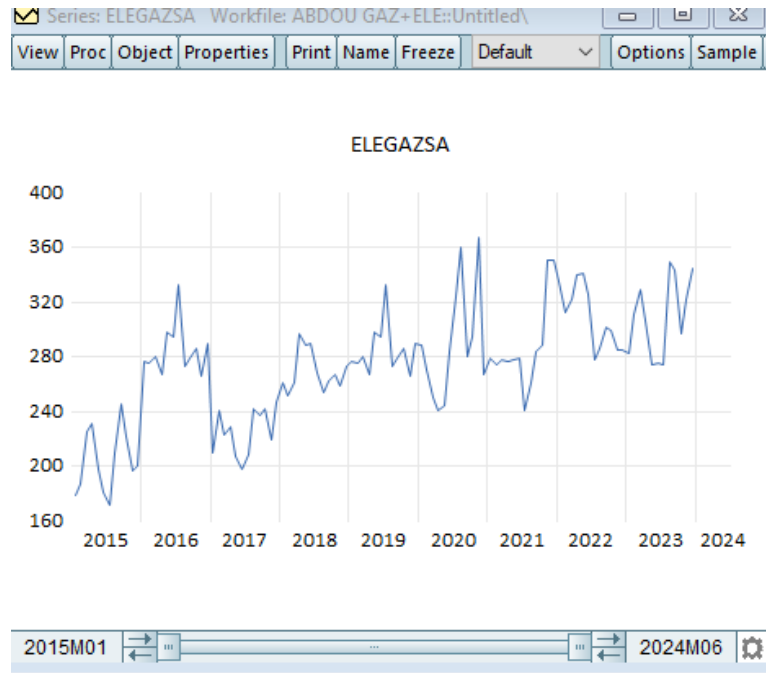 Series: ELEGAZSA Workfile: ABDOU GAZ+ELE::Untitled\
View Proc Object Properties Print Name Freeze Default Options Sample
ELEGAZSA
400
360
320
280
240
200
160
2015 2016 2017 2018 2019 2020 2021 2022 2023 2024
2015M01 2024M06